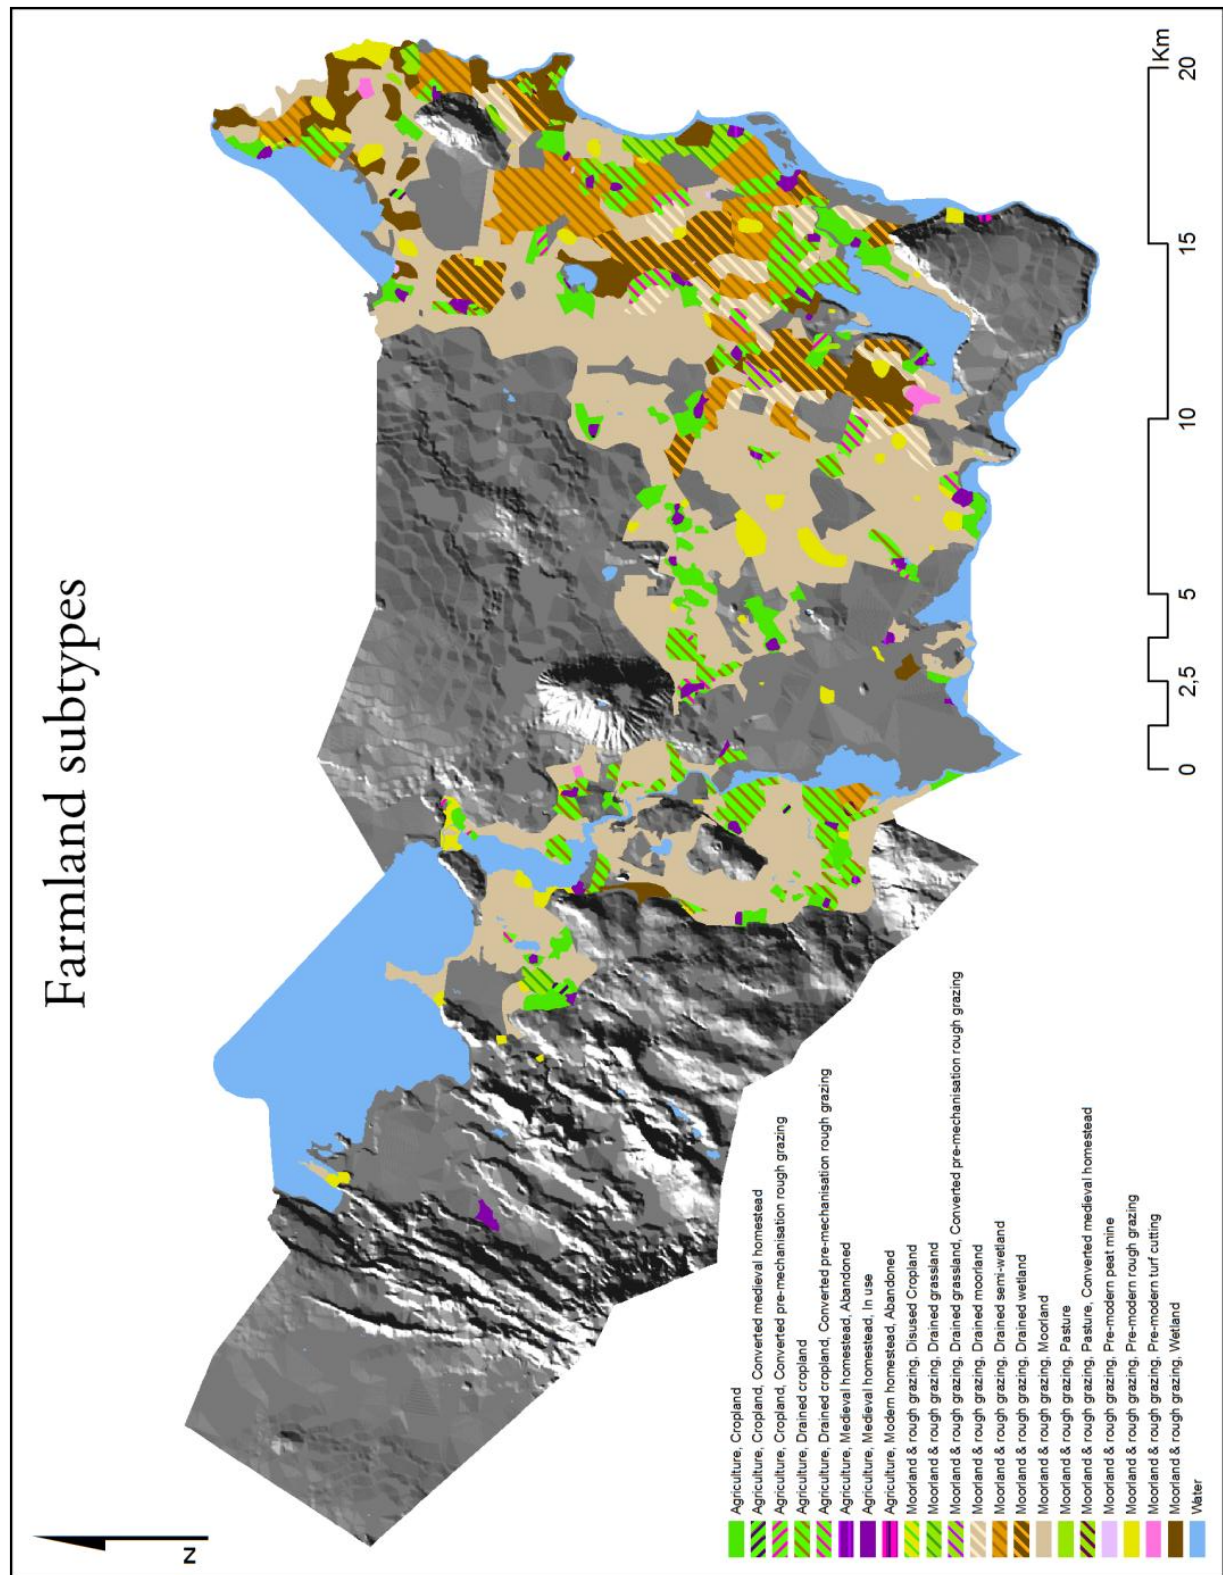 Farmland subtypes
N
Agriculture, Cropland
Agriculture, Cropland, Converted medieval homestead
Agriculture, Cropland, Converted pre-mechanisation rough grazing
Agriculture, Drained cropland
Agriculture, Drained cropland, Converted pre-mechanisation rough grazing
Agriculture, Medieval homestead, Abandoned
Agriculture, Medieval homestead, In use
Agriculture, Modern homestead, Abandoned
Moorland & rough grazing, Disused Cropland
Moorland & rough grazing, Drained grassland
Moorland & rough grazing, Drained grassland, Converted pre-mechanisation rough grazing
Moorland & rough grazing, Drained moorland
Moorland & rough grazing, Drained semi-wetland
Moorland & rough grazing, Drained wetland
Moorland & rough grazing, Moorland
Moorland & rough grazing, Pasture
Moorland & rough grazing, Pasture, Converted medieval homestead
Moorland & rough grazing, Pre-modern peat mine
Moorland & rough grazing, Pre-modern rough grazing
Moorland & rough grazing, Pre-modern turf cutting
Moorland & rough grazing, Wetland
Water
0 2,5 5 10 15 20
Km